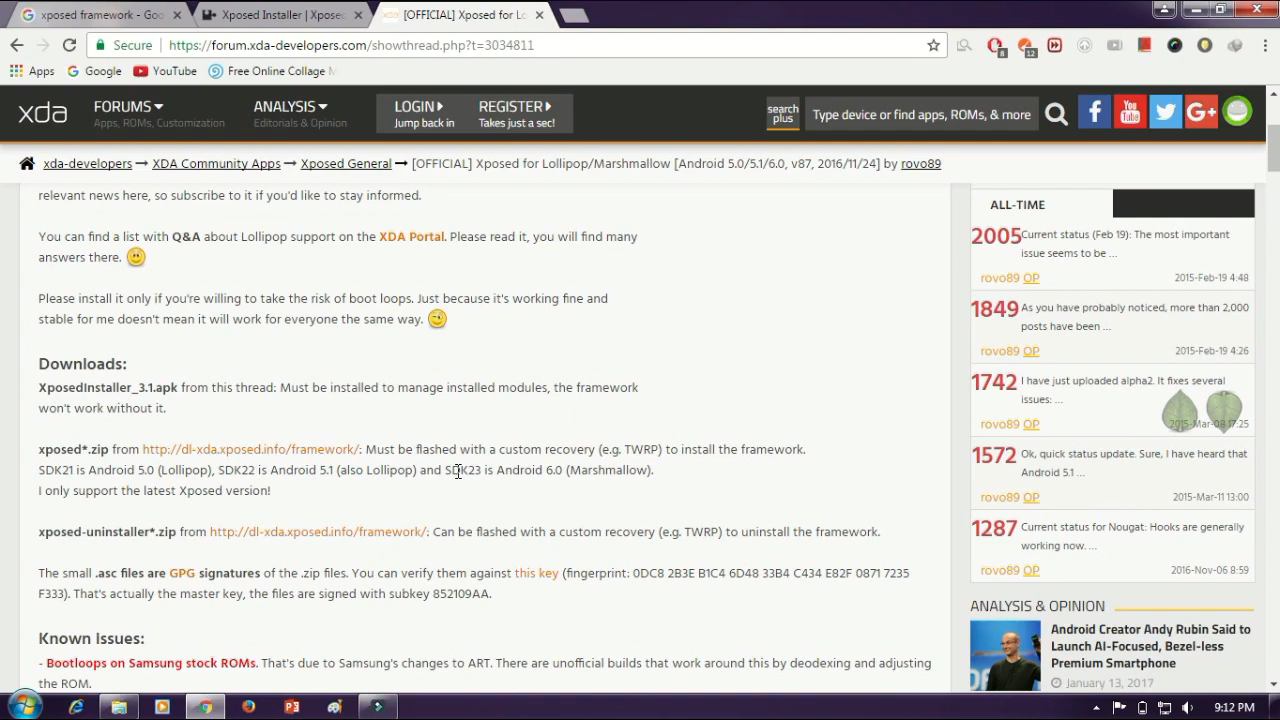 xposed framework - Goo
Xposed Installer | Xposed
[OFFICIAL] Xposed for Lo
Secure
https://forum.xda-developers.com/showthread.php?t=3034811
8
12
Apps
Google
YouTube
Free Online Collage M
xda
FORUMS
Apps, ROMs, Customization
ANALYSIS
Editorials & Opinion
LOGIN
Jump back in
REGISTER
Takes just a sec!
search
plus
Type device or find apps, ROMs, & more
xda-developers → XDA Community Apps → Xposed General → [OFFICIAL] Xposed for Lollipop/Marshmallow [Android 5.0/5.1/6.0, v87, 2016/11/24] by rovo89
relevant news here, so subscribe to it if you'd like to stay informed.
You can find a list with Q&A about Lollipop support on the XDA Portal. Please read it, you will find many
answers there.
Please install it only if you're willing to take the risk of boot loops. Just because it's working fine and
stable for me doesn't mean it will work for everyone the same way.
Downloads:
XposedInstaller_3.1.apk from this thread: Must be installed to manage installed modules, the framework
won't work without it.
xposed*.zip from http://dl-xda.xposed.info/framework/: Must be flashed with a custom recovery (e.g. TWRP) to install the framework.
SDK21 is Android 5.0 (Lollipop), SDK22 is Android 5.1 (also Lollipop) and SDK23 is Android 6.0 (Marshmallow).
I only support the latest Xposed version!
xposed-uninstaller*.zip from http://dl-xda.xposed.info/framework/: Can be flashed with a custom recovery (e.g. TWRP) to uninstall the framework.
The small .asc files are GPG signatures of the .zip files. You can verify them against this key (fingerprint: 0DC8 2B3E B1C4 6D48 33B4 C434 E82F 0871 7235
F333). That's actually the master key, the files are signed with subkey 852109AA.
Known Issues:
- Bootloops on Samsung stock ROMs. That's due to Samsung's changes to ART. There are unofficial builds that work around this by deodexing and adjusting
the ROM.
ALL-TIME
2005
Current status (Feb 19): The most important
issue seems to be ...
rovo89 OP
2015-Feb-19 4:48
1849
As you have probably noticed, more than 2,000
posts have been ...
rovo89 OP
2015-Feb-19 4:26
1742
I have just uploaded alpha2. It fixes several
issues: ...
rovo89 OP
2015-Mar-08 17:25
1572
Ok, quick status update. Sure, I have heard that
Android 5.1 ...
rovo89 OP
2015-Mar-11 13:00
1287
Current status for Nougat: Hooks are generally
working now. ...
rovo89 OP
2016-Nov-06 8:59
ANALYSIS & OPINION
Android Creator Andy Rubin Said to
Launch AI-Focused, Bezel-less
Premium Smartphone
January 13, 2017
9:12 PM